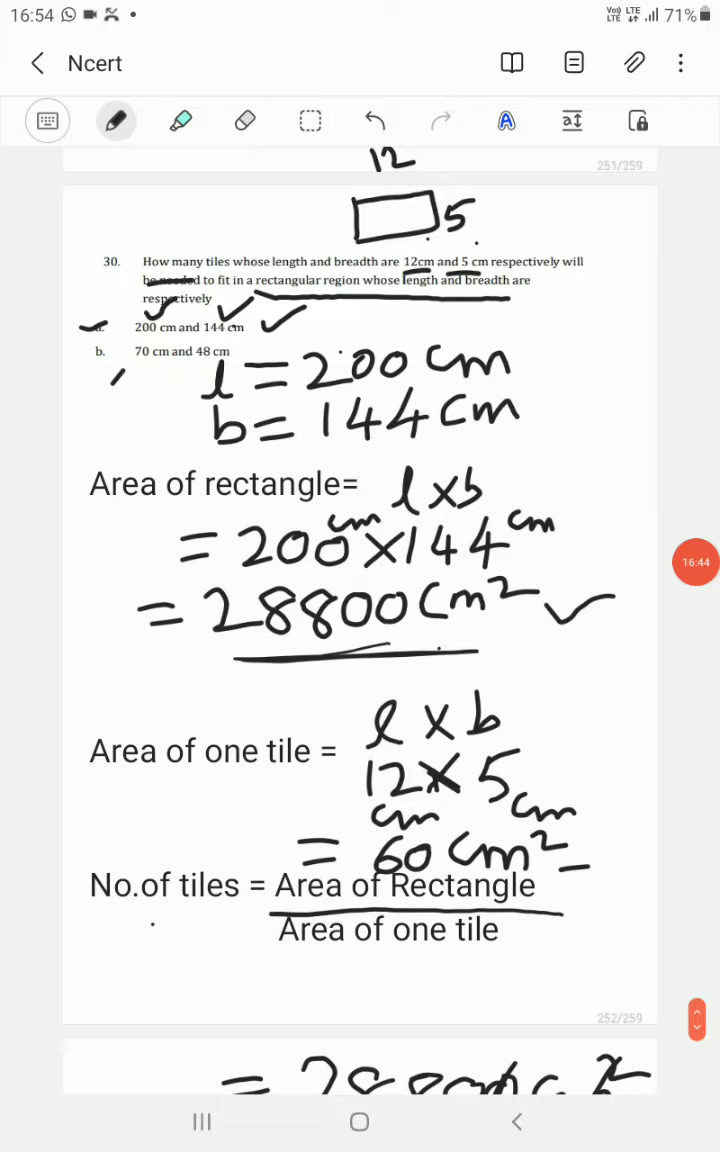 16:54
Vo)) LTE LTE 71%
Ncert
12
251/259
5
30. How many tiles whose length and breadth are 12cm and 5 cm respectively will
be needed to fit in a rectangular region whose length and breadth are
respectively
a. 200 cm and 144 cm
b. 70 cm and 48 cm
l = 200 cm
b = 144 cm
Area of rectangle= l x b
= 200 cm x 144 cm
= 28800 cm²
16:44
l x b
Area of one tile =
12 x 5
cm cm
= 60 cm²
No.of tiles = Area of Rectangle
Area of one tile
252/259
= 28800 c